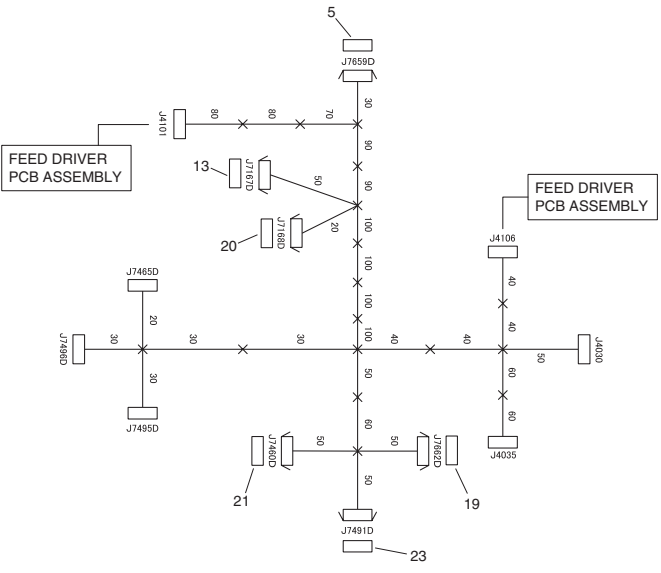 5
J7659D
30
J4101
80
80
70
FEED DRIVER
PCB ASSEMBLY
90
13
J7167D
50
90
FEED DRIVER
PCB ASSEMBLY
20
J7168D
20
100
J4106
J7465D
100
40
20
100
J7496D
30
30
30
100
40
40
40
50
J4030
30
50
60
J7495D
60
60
J4035
21
J7460D
50
50
J7662D
19
50
J7491D
23